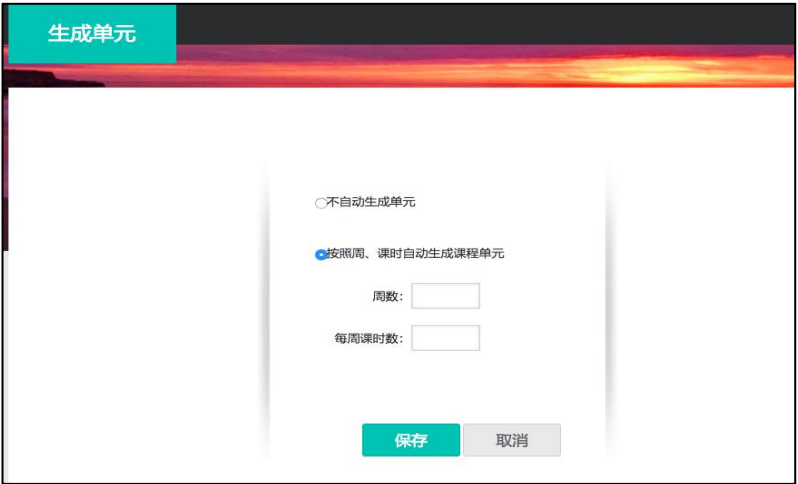 生成单元
不自动生成单元
按照周、课时自动生成课程单元
周数：
每周课时数：
保存 取消